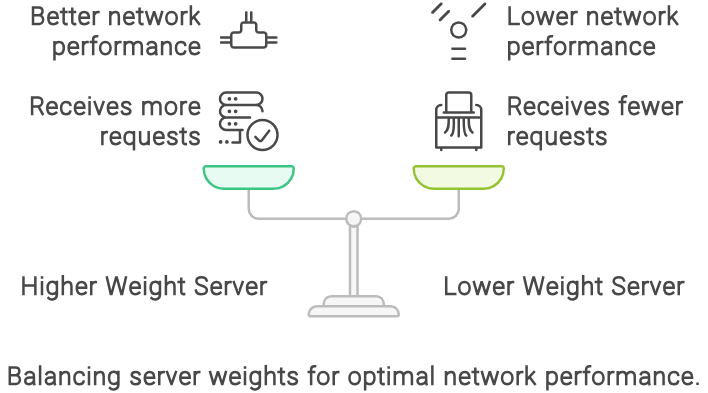 Better network
performance
Lower network
performance
Receives more
requests
Receives fewer
requests
Higher Weight Server
Lower Weight Server
Balancing server weights for optimal network performance.